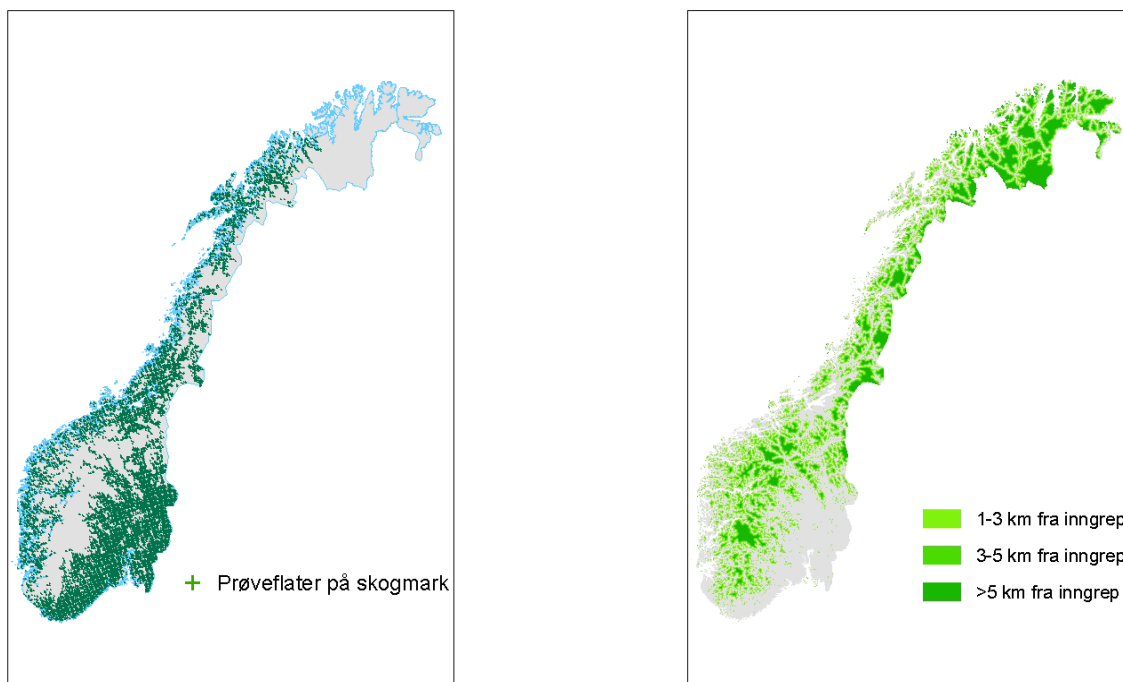 Prøveflater på skogmark
1-3 km fra inngrep
3-5 km fra inngrep
>5 km fra inngrep